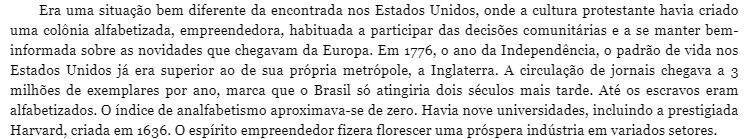 Era uma situação bem diferente da encontrada nos Estados Unidos, onde a cultura protestante havia criado
uma colônia alfabetizada, empreendedora, habituada a participar das decisões comunitárias e a se manter bem-
informada sobre as novidades que chegavam da Europa. Em 1776, o ano da Independência, o padrão de vida nos
Estados Unidos já era superior ao de sua própria metrópole, a Inglaterra. A circulação de jornais chegava a 3
milhões de exemplares por ano, marca que o Brasil só atingiria dois séculos mais tarde. Até os escravos eram
alfabetizados. O índice de analfabetismo aproximava-se de zero. Havia nove universidades, incluindo a prestigiada
Harvard, criada em 1636. O espírito empreendedor fizera florescer uma próspera indústria em variados setores.